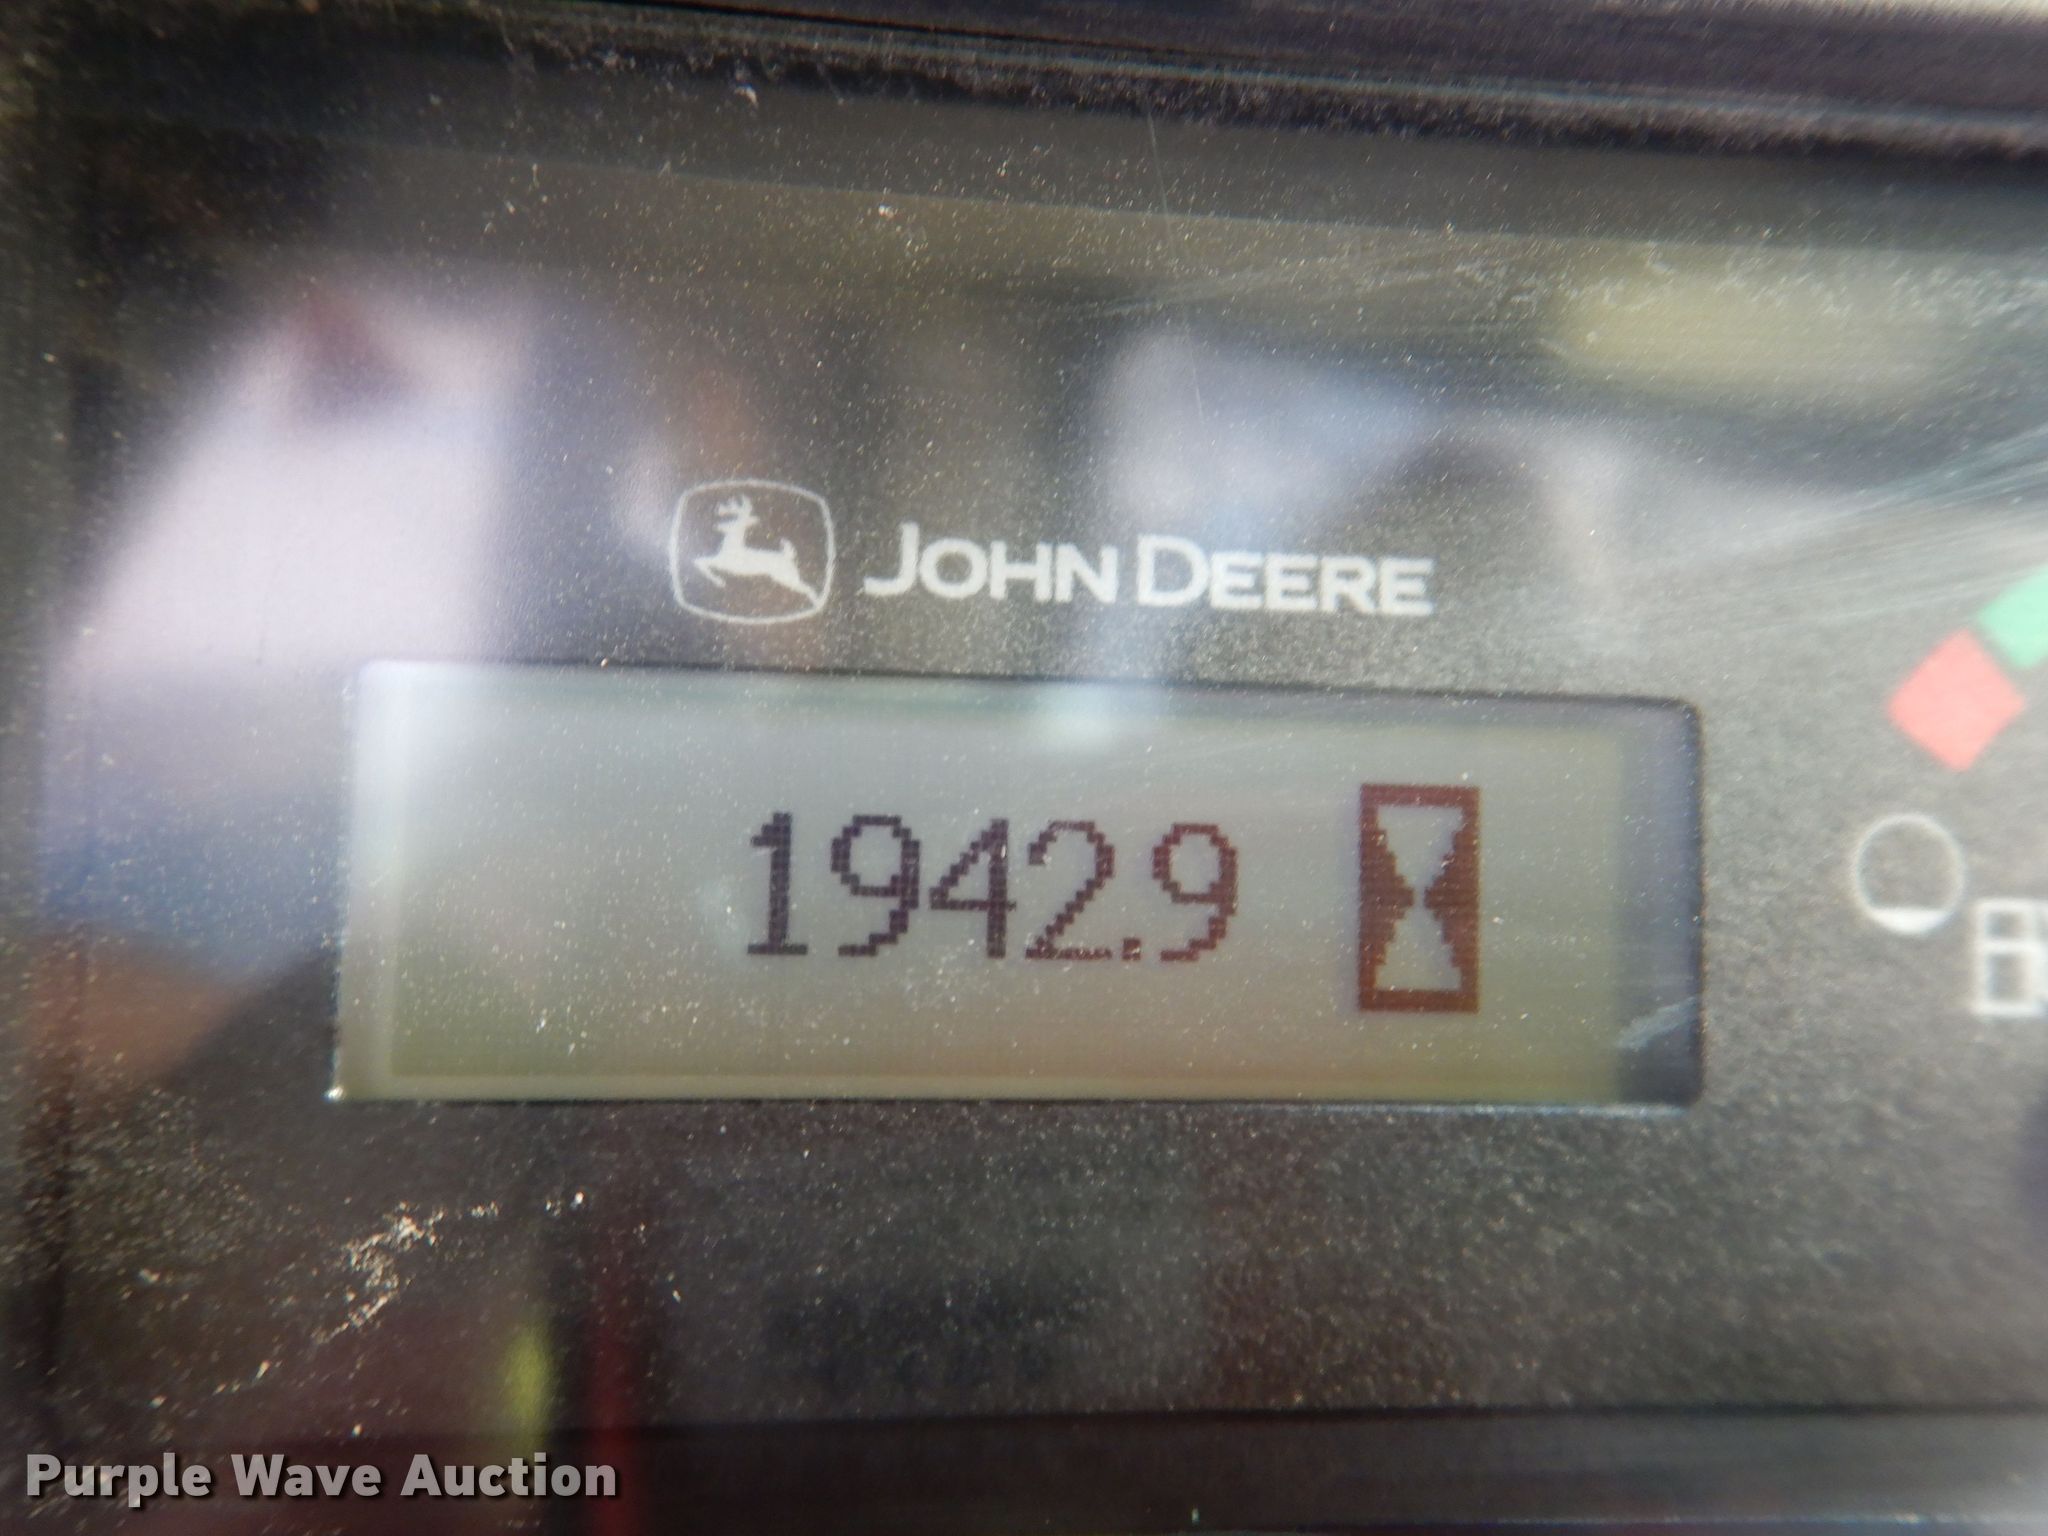 JOHN DEERE
1942.9
Purple Wave Auction